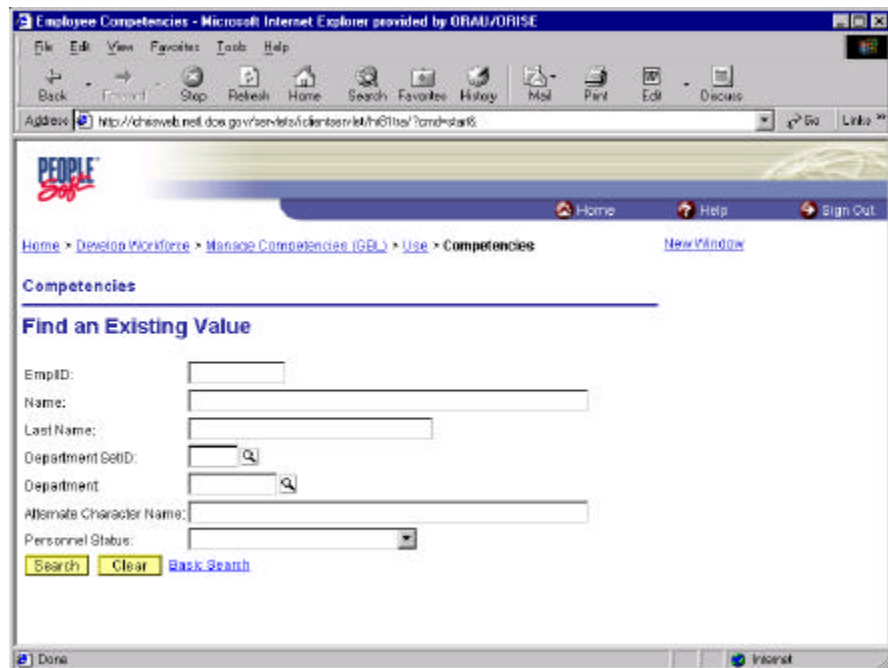 Employee Competencies - Microsoft Internet Explorer provided by ORAU/ORISE
File Edit View Favorites Tools Help
Back Forward Stop Refresh Home Search Favorites History Mail Print Edit Discuss
Address Go Links »
PEOPLE Soft
Home Help Sign Out
Home > Develop Workforce > Manage Competencies (GBL) > Use > Competencies New Window
Competencies
Find an Existing Value
EmplID:
Name:
Last Name:
Department SetID:
Department
Alternate Character Name:
Personnel Status:
Search Clear Basic Search
Done Internet